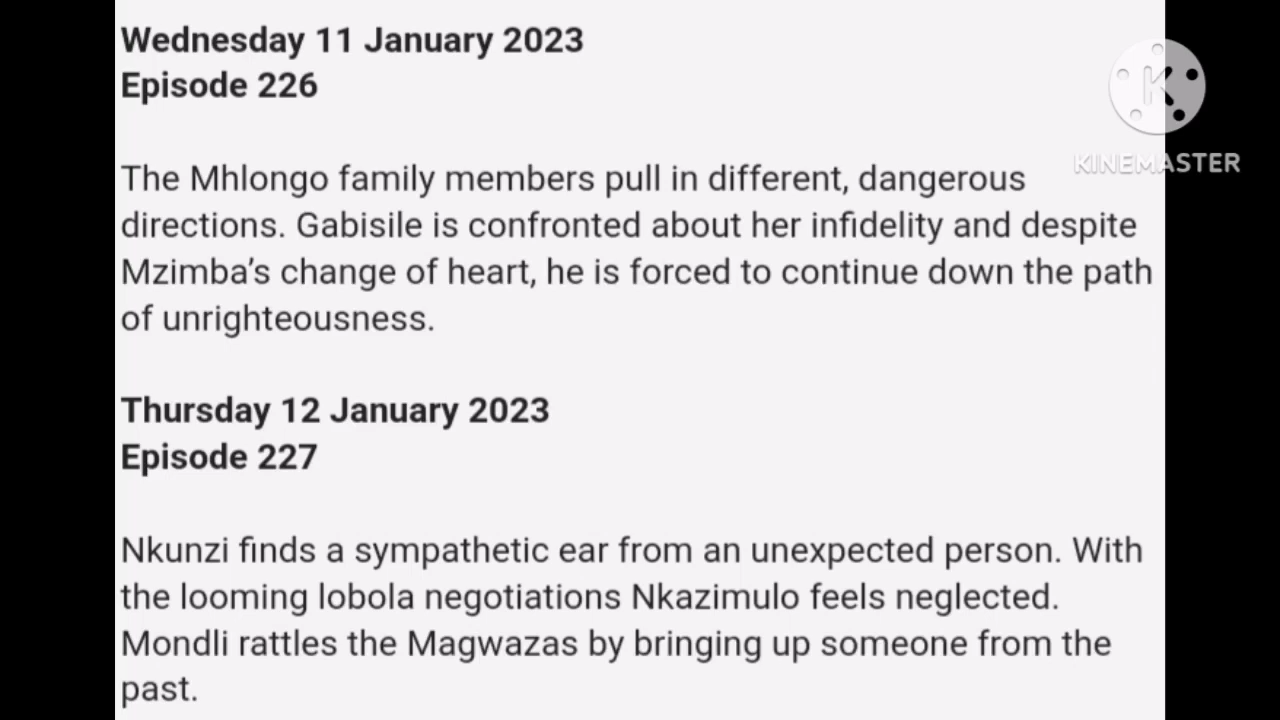 Wednesday 11 January 2023
Episode 226
KINEMASTER
The Mhlongo family members pull in different, dangerous
directions. Gabisile is confronted about her infidelity and despite
Mzimba’s change of heart, he is forced to continue down the path
of unrighteousness.
Thursday 12 January 2023
Episode 227
Nkunzi finds a sympathetic ear from an unexpected person. With
the looming lobola negotiations Nkazimulo feels neglected.
Mondli rattles the Magwazas by bringing up someone from the
past.